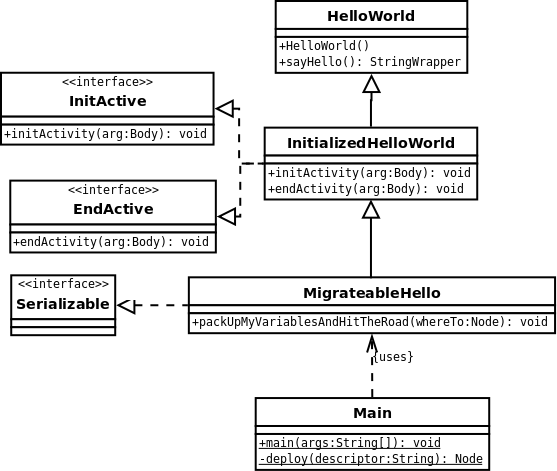 HelloWorld
+HelloWorld()
+sayHello(): StringWrapper
<<interface>>
InitActive
+initActivity(arg:Body): void
InitializedHelloWorld
+initActivity(arg:Body): void
+endActivity(arg:Body): void
<<interface>>
EndActive
+endActivity(arg:Body): void
<<interface>>
Serializable
MigrateableHello
+packUpMyVariablesAndHitTheRoad(whereTo:Node): void
{uses}
Main
+main(args:String[]): void
-deploy(descriptor:String): Node